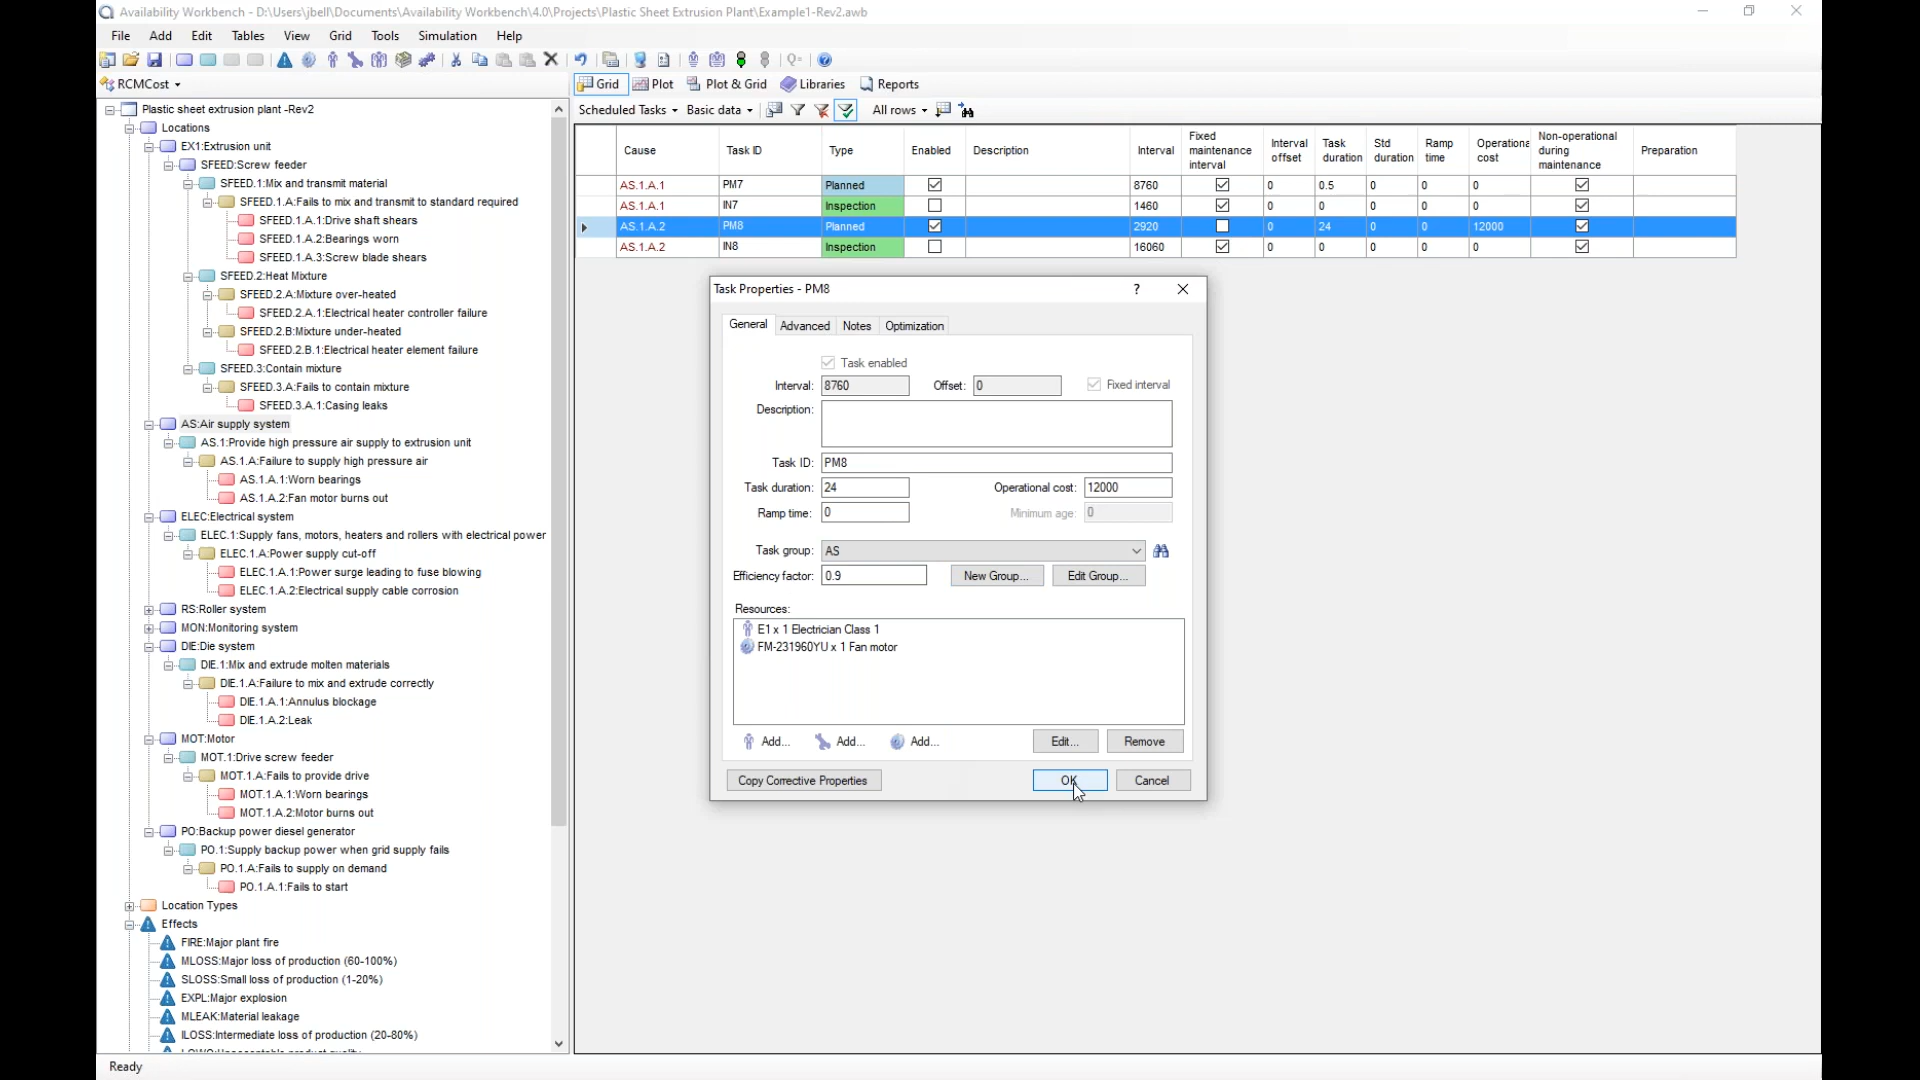 Availability Workbench - D:\Users\jbell\Documents\Availability Workbench\4.0\Projects\Plastic Sheet Extrusion Plant\Example1-Rev2.awb
File Add Edit Tables View Grid Tools Simulation Help
RCMCost
Grid Plot Plot & Grid Libraries Reports
Scheduled Tasks Basic data All rows
Cause Task ID Type Enabled Description Interval Fixed maintenance interval Interval offset Task duration Std duration Ramp time Operationa cost Non-operational during maintenance Preparation
AS.1.A.1 PM7 Planned 8760 0 0.5 0 0 0
AS.1.A.1 IN7 Inspection 1460 0 0 0 0 0
AS.1.A.2 PM8 Planned 2920 0 24 0 0 12000
AS.1.A.2 IN8 Inspection 16060 0 0 0 0 0
Plastic sheet extrusion plant -Rev2
Locations
EX1:Extrusion unit
SFEED:Screw feeder
SFEED.1:Mix and transmit material
SFEED.1.A:Fails to mix and transmit to standard required
SFEED.1.A.1:Drive shaft shears
SFEED.1.A.2:Bearings worn
SFEED.1.A.3:Screw blade shears
SFEED.2:Heat Mixture
SFEED.2.A:Mixture over-heated
SFEED.2.A.1:Electrical heater controller failure
SFEED.2.B:Mixture under-heated
SFEED.2.B.1:Electrical heater element failure
SFEED.3:Contain mixture
SFEED.3.A:Fails to contain mixture
SFEED.3.A.1:Casing leaks
AS:Air supply system
AS.1:Provide high pressure air supply to extrusion unit
AS.1.A:Failure to supply high pressure air
AS.1.A.1:Worn bearings
AS.1.A.2:Fan motor burns out
ELEC:Electrical system
ELEC.1:Supply fans, motors, heaters and rollers with electrical power
ELEC.1.A:Power supply cut-off
ELEC.1.A.1:Power surge leading to fuse blowing
ELEC.1.A.2:Electrical supply cable corrosion
RS:Roller system
MON:Monitoring system
DIE:Die system
DIE.1:Mix and extrude molten materials
DIE.1.A:Failure to mix and extrude correctly
DIE.1.A.1:Annulus blockage
DIE.1.A.2:Leak
MOT:Motor
MOT.1:Drive screw feeder
MOT.1.A:Fails to provide drive
MOT.1.A.1:Worn bearings
MOT.1.A.2:Motor burns out
PO:Backup power diesel generator
PO.1:Supply backup power when grid supply fails
PO.1.A:Fails to supply on demand
PO.1.A.1:Fails to start
Location Types
Effects
FIRE:Major plant fire
MLOSS:Major loss of production (60-100%)
SLOSS:Small loss of production (1-20%)
EXPL:Major explosion
MLEAK:Material leakage
ILOSS:Intermediate loss of production (20-80%)
Task Properties - PM8
General Advanced Notes Optimization
Task enabled
Interval: 8760 Offset: 0 Fixed interval
Description:
Task ID: PM8
Task duration: 24 Operational cost: 12000
Ramp time: 0 Minimum age: 0
Task group: AS
Efficiency factor: 0.9 New Group... Edit Group...
Resources:
E1 x 1 Electrician Class 1
FM-231960YU x 1 Fan motor
Add... Add... Add... Edit... Remove
Copy Corrective Properties OK Cancel
Ready